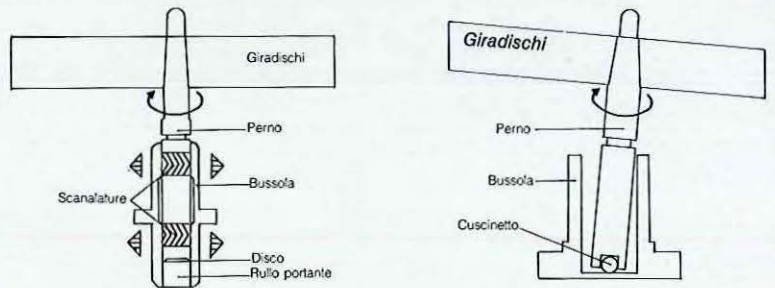 Giradischi
Perno
Bussola
Scanalature
Disco
Rullo portante
Giradischi
Perno
Bussola
Cuscinetto